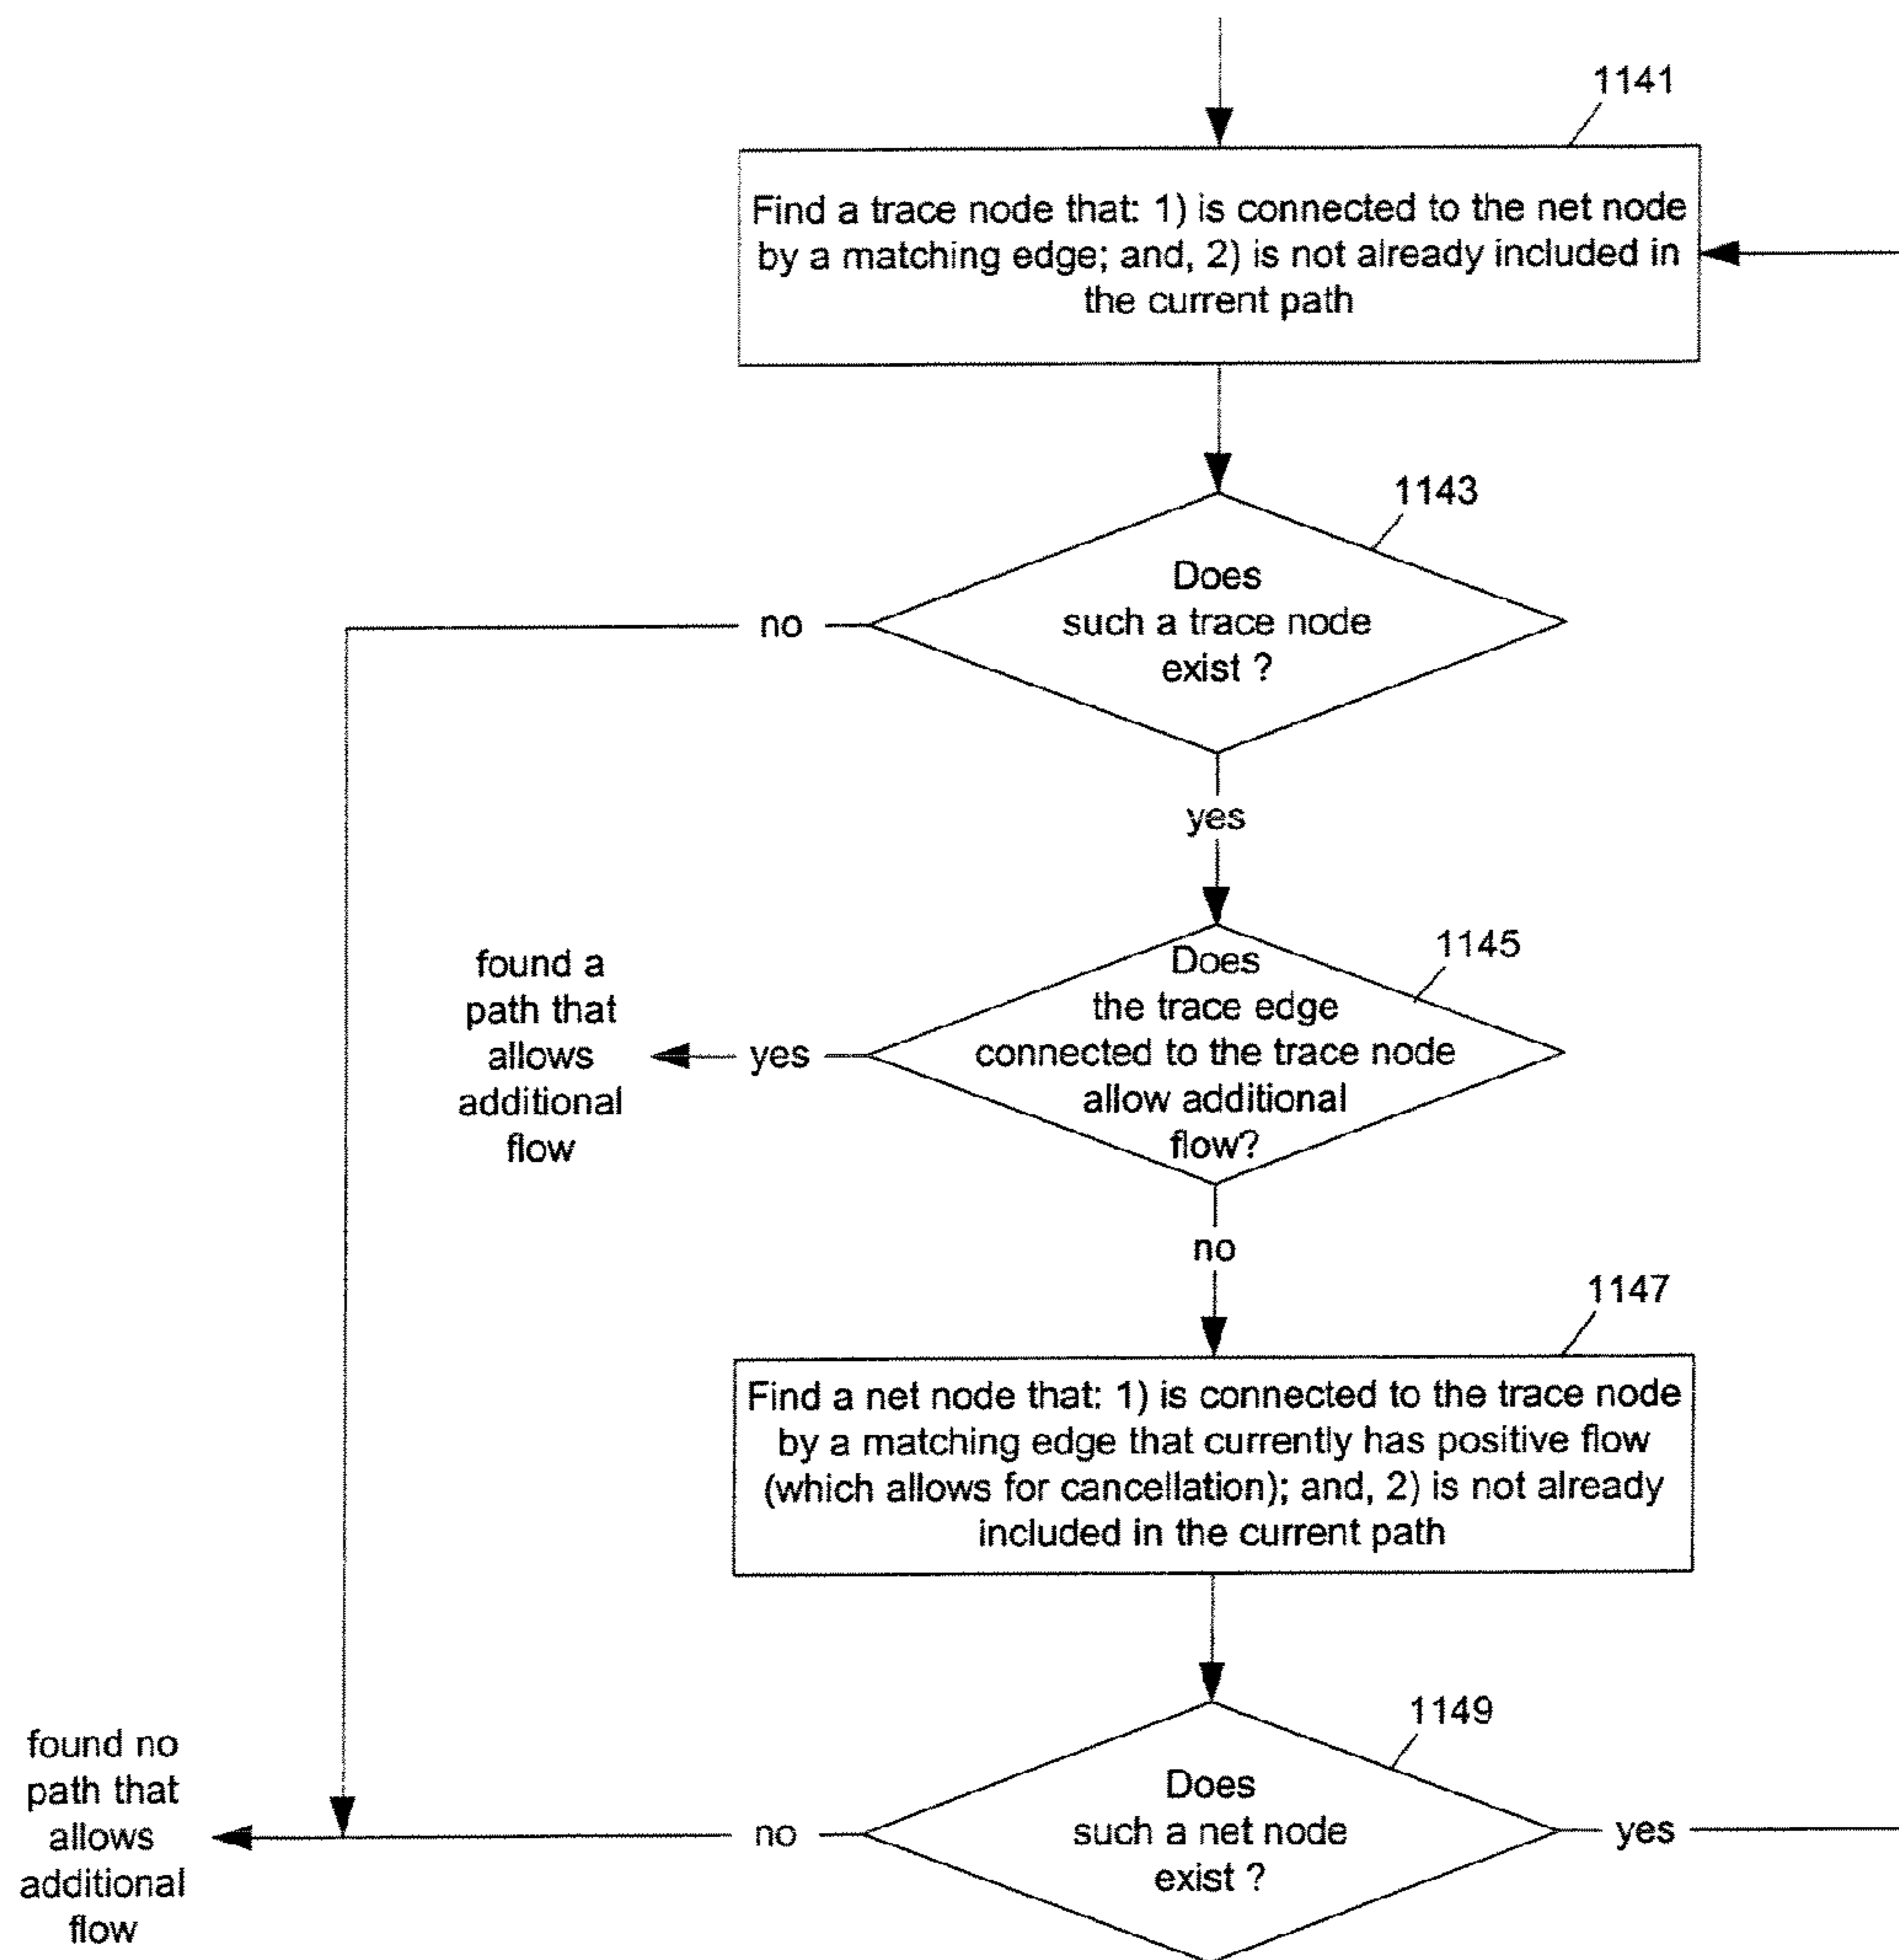 1141
Find a trace node that: 1) is connected to the net node
by a matching edge; and, 2) is not already included in
the current path
1143
Does
such a trace node
exist ?
no
yes
1145
Does
the trace edge
connected to the trace node
allow additional
flow?
yes
found a
path that
allows
additional
flow
no
1147
Find a net node that: 1) is connected to the trace node
by a matching edge that currently has positive flow
(which allows for cancellation); and, 2) is not already
included in the current path
1149
Does
such a net node
exist ?
no
yes
found no
path that
allows
additional
flow